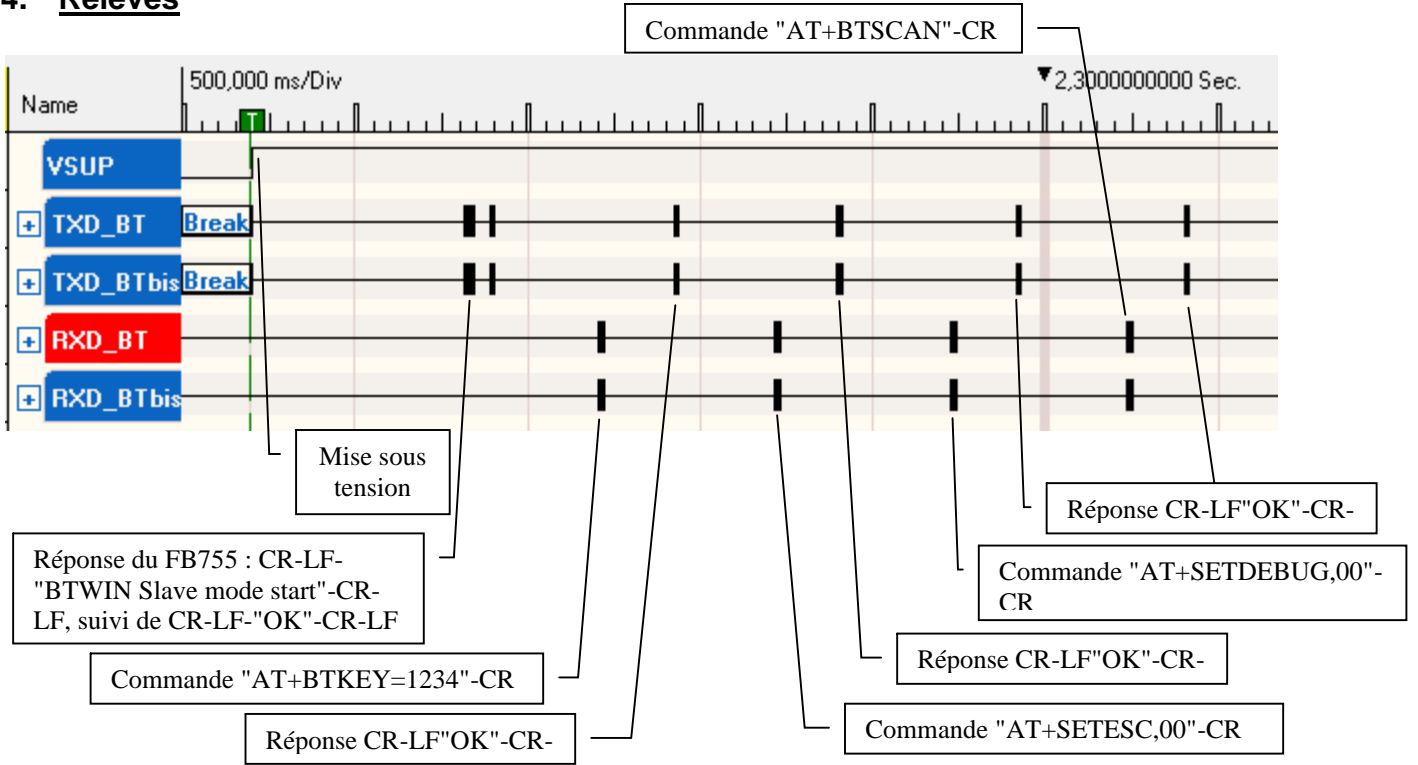 4. Relevés
Commande "AT+BTSCAN"-CR
Name
500,000 ms/Div
2,3000000000 Sec.
T
VSUP
TXD_BT
Break
TXD_BTbis
Break
RXD_BT
RXD_BTbis
Mise sous
tension
Réponse CR-LF"OK"-CR-
Réponse du FB755 : CR-LF-
"BTWIN Slave mode start"-CR-
LF, suivi de CR-LF-"OK"-CR-LF
Commande "AT+SETDEBUG,00"-
CR
Réponse CR-LF"OK"-CR-
Commande "AT+BTKEY=1234"-CR
Commande "AT+SETESC,00"-CR
Réponse CR-LF"OK"-CR-